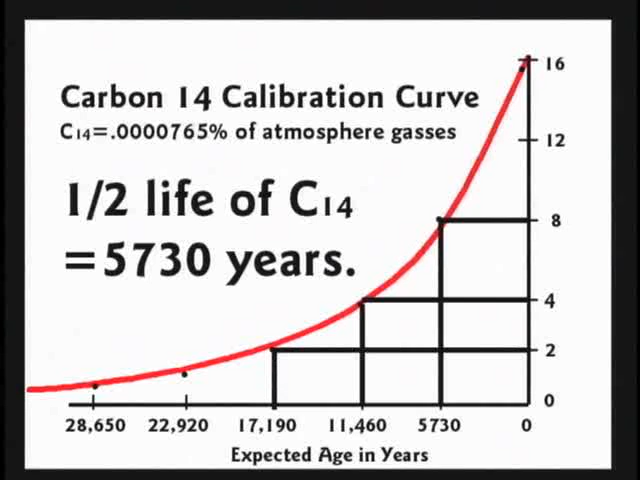 16
Carbon 14 Calibration Curve
C14=.0000765% of atmosphere gasses
12
1/2 life of C14
8
=5730 years.
4
2
0
28,650 22,920 17,190 11,460 5730 0
Expected Age in Years